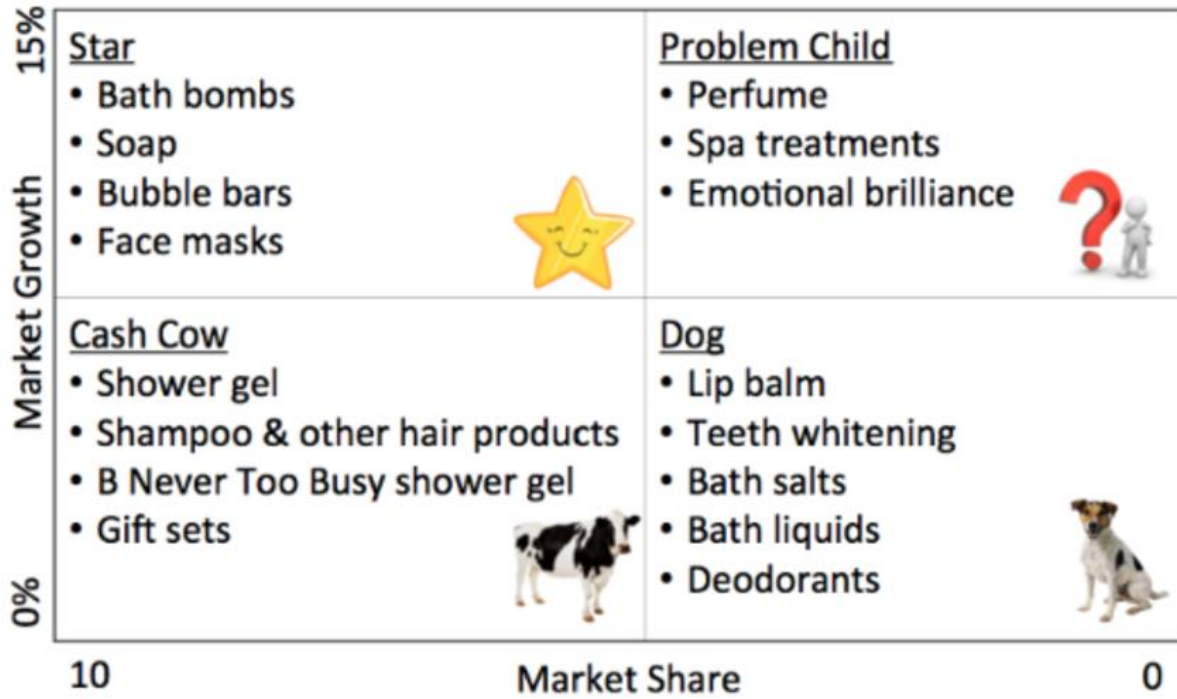 15%
Market Growth
0%
Star
• Bath bombs
• Soap
• Bubble bars
• Face masks
Problem Child
• Perfume
• Spa treatments
• Emotional brilliance
Cash Cow
• Shower gel
• Shampoo & other hair products
• B Never Too Busy shower gel
• Gift sets
Dog
• Lip balm
• Teeth whitening
• Bath salts
• Bath liquids
• Deodorants
10 Market Share 0